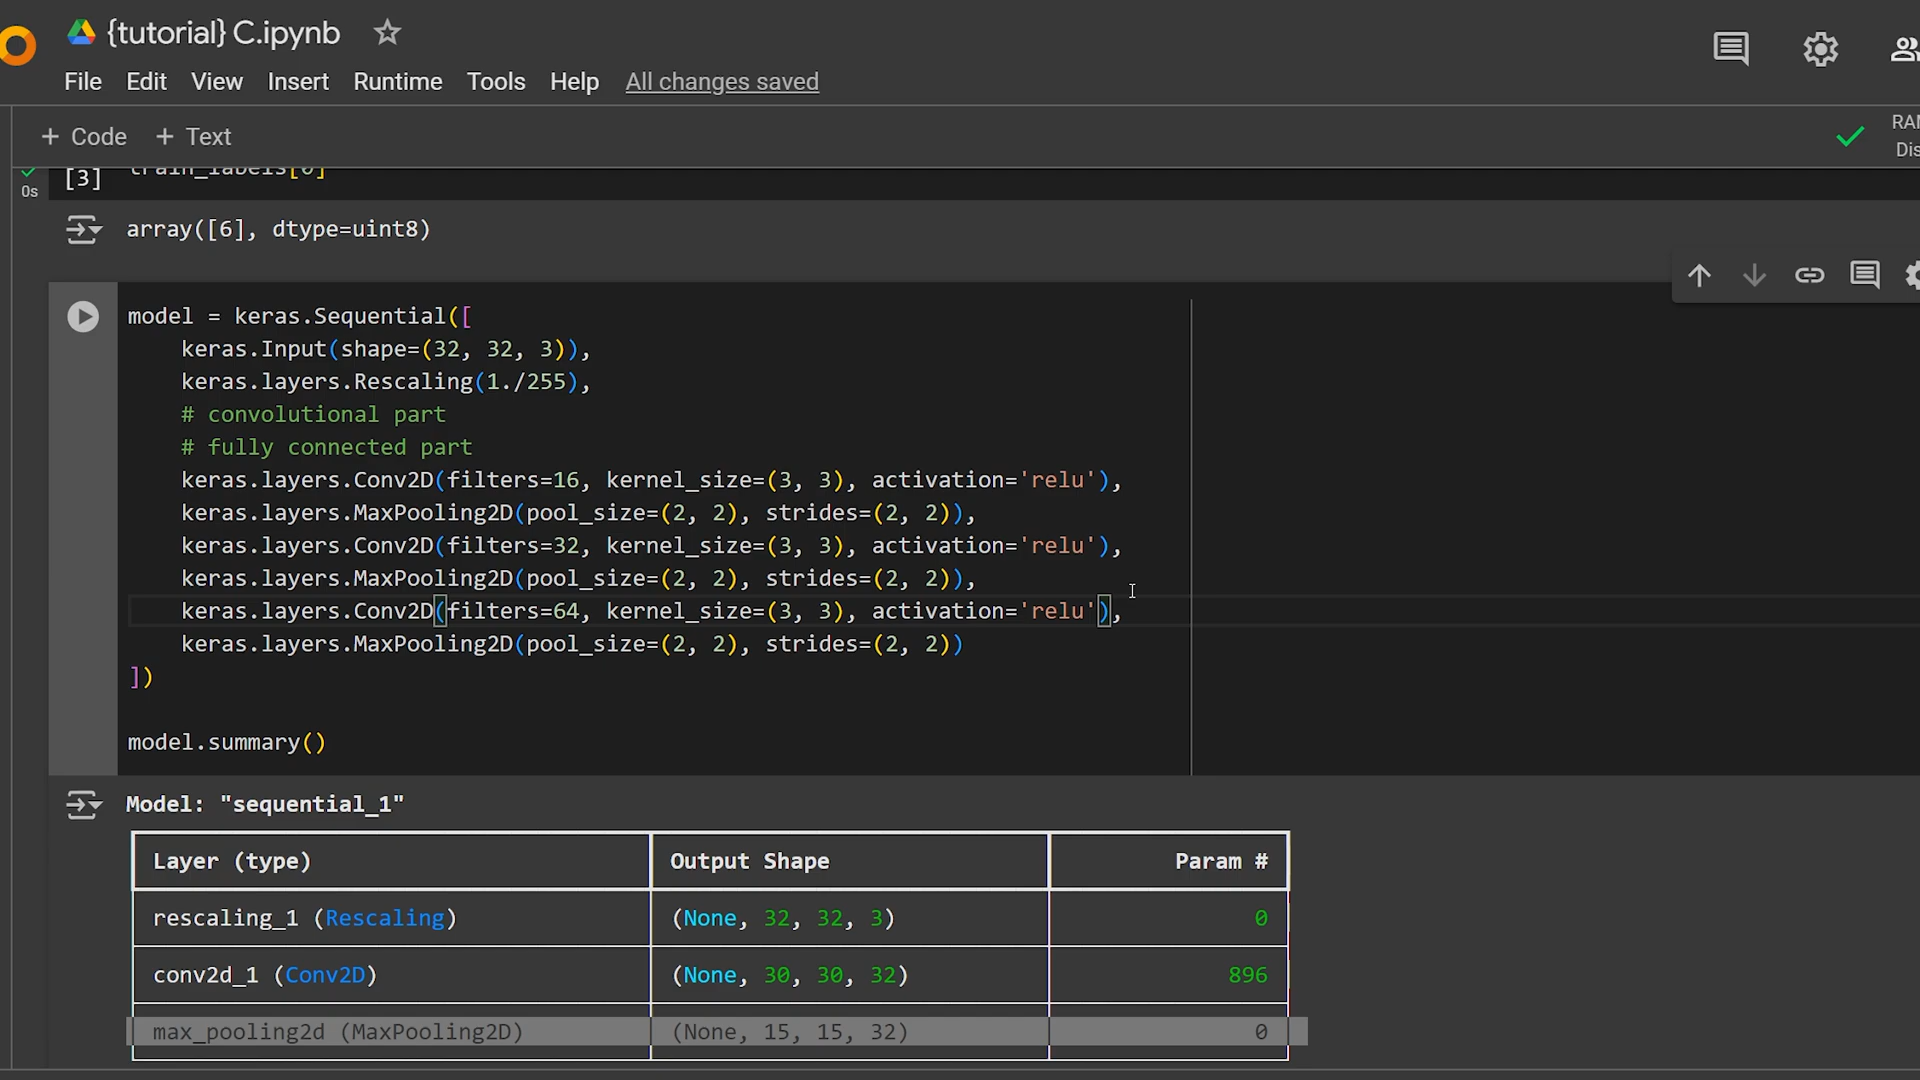 {tutorial} C.ipynb
File Edit View Insert Runtime Tools Help All changes saved
+ Code + Text
RAM
Dis
0s
[3] train_labels[0]
array([6], dtype=uint8)
model = keras.Sequential([
    keras.Input(shape=(32, 32, 3)),
    keras.layers.Rescaling(1./255),
    # convolutional part
    # fully connected part
    keras.layers.Conv2D(filters=16, kernel_size=(3, 3), activation='relu'),
    keras.layers.MaxPooling2D(pool_size=(2, 2), strides=(2, 2)),
    keras.layers.Conv2D(filters=32, kernel_size=(3, 3), activation='relu'),
    keras.layers.MaxPooling2D(pool_size=(2, 2), strides=(2, 2)),
    keras.layers.Conv2D(filters=64, kernel_size=(3, 3), activation='relu'),
    keras.layers.MaxPooling2D(pool_size=(2, 2), strides=(2, 2))
])
model.summary()
Model: "sequential_1"
Layer (type) Output Shape Param #
rescaling_1 (Rescaling) (None, 32, 32, 3) 0
conv2d_1 (Conv2D) (None, 30, 30, 32) 896
max_pooling2d (MaxPooling2D) (None, 15, 15, 32) 0